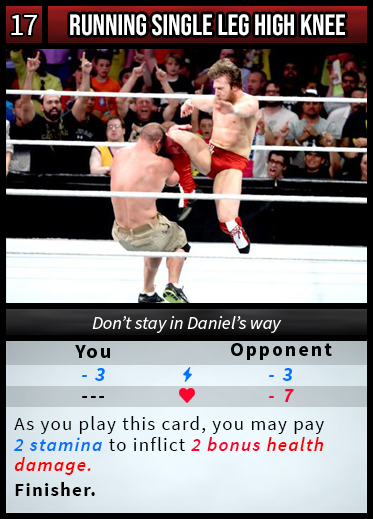 17
RUNNING SINGLE LEG HIGH KNEE
Don't stay in Daniel's way
You Opponent
- 3 - 3
--- - 7
As you play this card, you may pay
2 stamina to inflict 2 bonus health
damage.
Finisher.